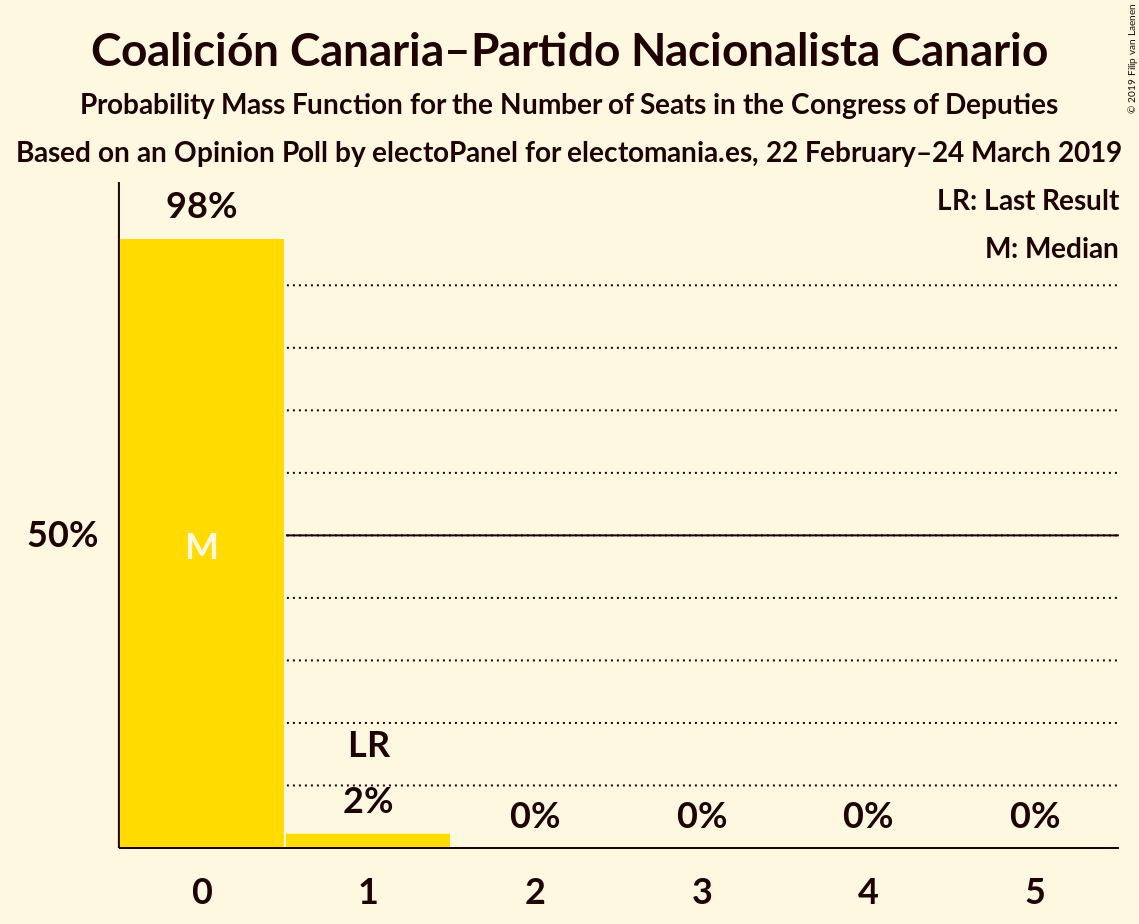 Coalición Canaria–Partido Nacionalista Canario
Probability Mass Function for the Number of Seats in the Congress of Deputies
Based on an Opinion Poll by electoPanel for electomania.es, 22 February–24 March 2019
© 2019 Filip van Laenen
LR: Last Result
M: Median
98%
50%
M
LR
2%
0%
0%
0%
0%
0
1
2
3
4
5